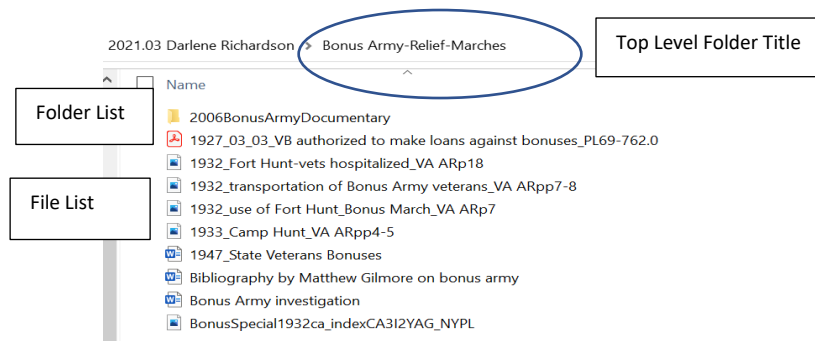 2021.03 Darlene Richardson > Bonus Army-Relief-Marches
Top Level Folder Title
Name
Folder List
2006BonusArmyDocumentary
1927_03_03_VB authorized to make loans against bonuses_PL69-762.0
1932_Fort Hunt-vets hospitalized_VA ARp18
1932_transportation of Bonus Army veterans_VA ARpp7-8
File List
1932_use of Fort Hunt_Bonus March_VA ARp7
1933_Camp Hunt_VA ARpp4-5
1947_State Veterans Bonuses
Bibliography by Matthew Gilmore on bonus army
Bonus Army investigation
BonusSpecial1932ca_indexCA3I2YAG_NYPL